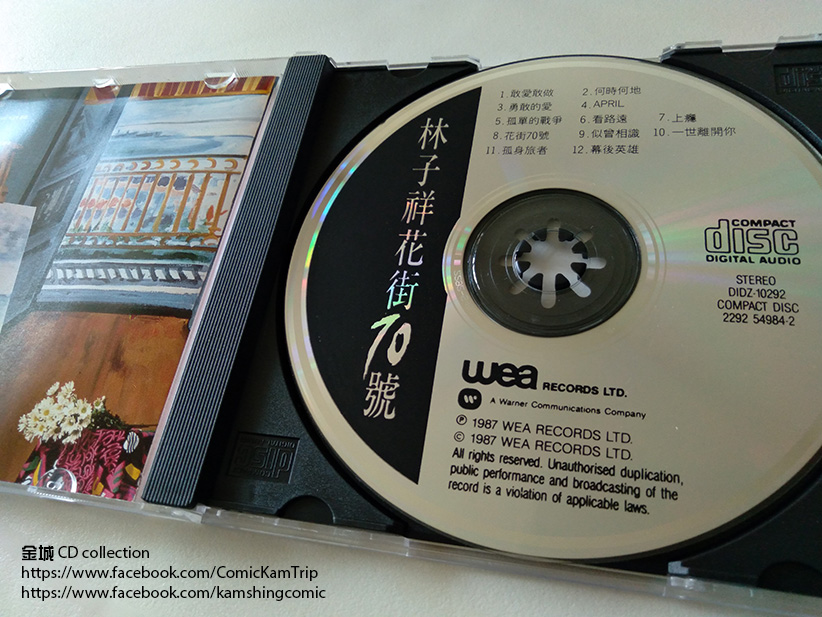 1. 敢愛敢做 2. 何時何地
3. 勇敢的愛 4. APRIL
5. 孤單的戰爭 6. 看路遠 7. 上癮
8. 花街70號 9. 似曾相識 10. 一世離開你
11. 孤身旅者 12. 幕後英雄
林子祥花街70號
COMPACT
disc
DIGITAL AUDIO
STEREO
DIDZ-10292
COMPACT DISC
2292 54984-2
wea RECORDS LTD.
A Warner Communications Company
Ⓟ 1987 WEA RECORDS LTD.
© 1987 WEA RECORDS LTD.
All rights reserved. Unauthorised duplication,
public performance and broadcasting of the
record is a violation of applicable laws.
金城 CD collection
https://www.facebook.com/ComicKamTrip
https://www.facebook.com/kamshingcomic